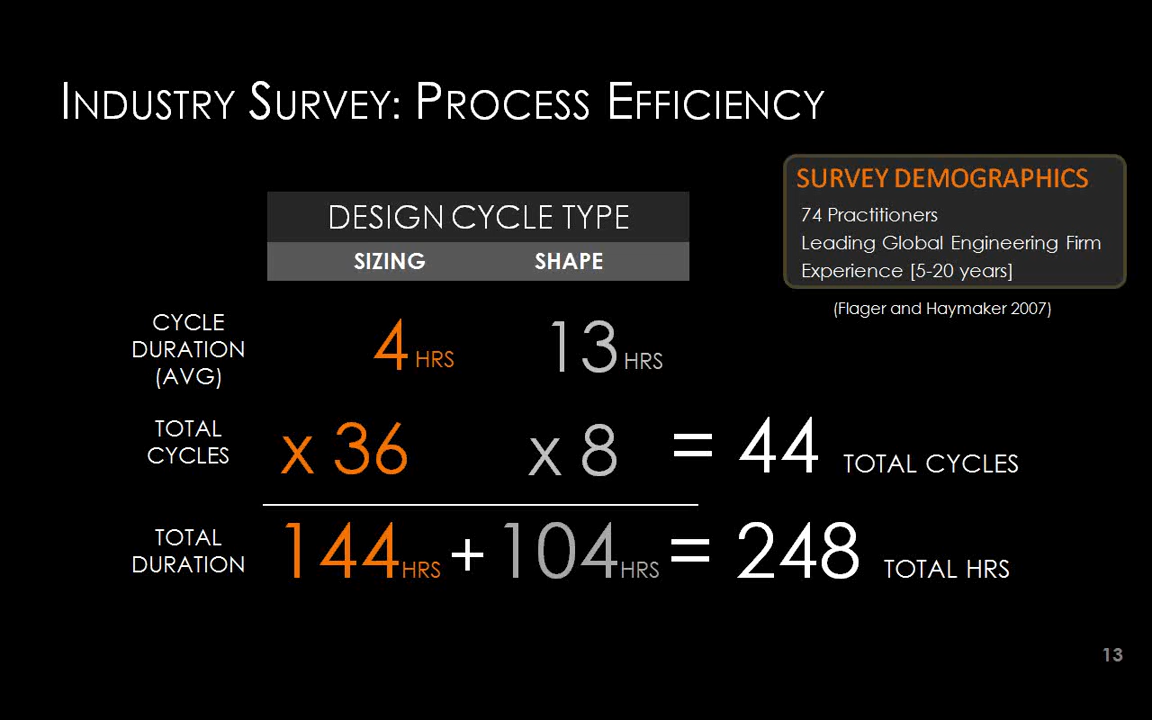 INDUSTRY SURVEY: PROCESS EFFICIENCY
SURVEY DEMOGRAPHICS
74 Practitioners
Leading Global Engineering Firm
Experience [5-20 years]
(Flager and Haymaker 2007)
DESIGN CYCLE TYPE
SIZING SHAPE
CYCLE
DURATION
(AVG)
4 HRS 13 HRS
TOTAL
CYCLES
x 36 x 8 = 44 TOTAL CYCLES
TOTAL
DURATION
144 HRS + 104 HRS = 248 TOTAL HRS
13